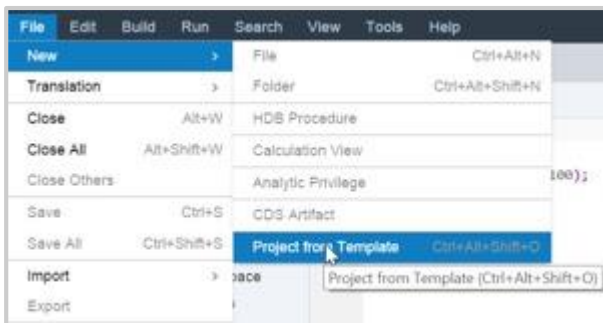 File Edit Build Run Search View Tools Help
New > File Ctrl+Alt+N
Translation > Folder Ctrl+Alt+Shift+N
Close Alt+W HDB Procedure
Close All Alt+Shift+W Calculation View
Close Others Analytic Privilege 100);
Save Ctrl+S CDS Artifact
Save All Ctrl+Shift+S Project from Template Ctrl+Alt+Shift+O
Import > pace Project from Template (Ctrl+Alt+Shift+O)
Export